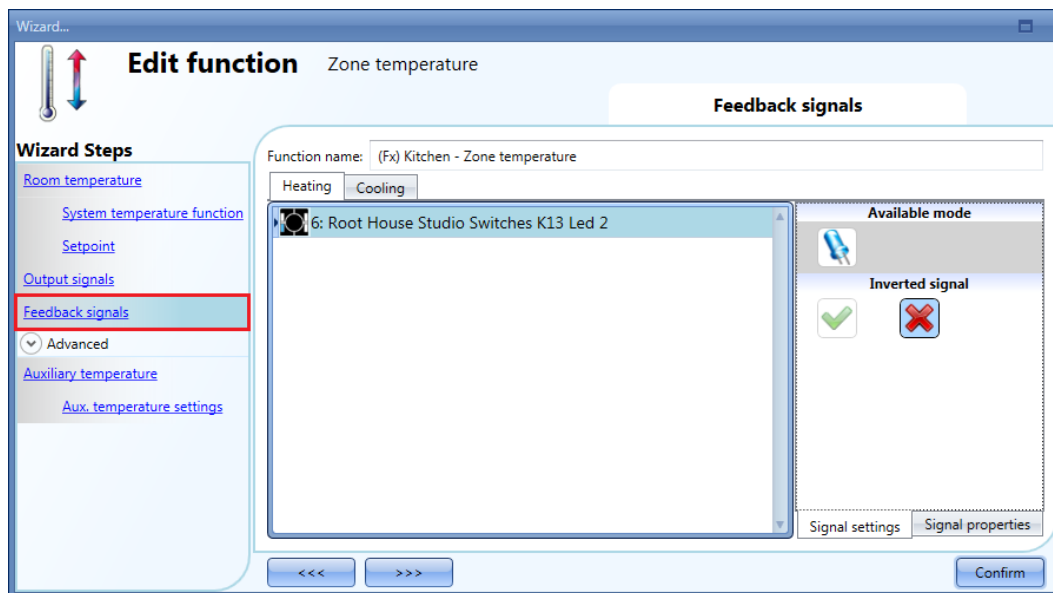 Wizard...
Edit function Zone temperature
Feedback signals
Wizard Steps
Room temperature
System temperature function
Setpoint
Output signals
Feedback signals
Advanced
Auxiliary temperature
Aux. temperature settings
Function name: (Fx) Kitchen - Zone temperature
Heating Cooling
6: Root House Studio Switches K13 Led 2
Available mode
Inverted signal
Signal settings Signal properties
<<< >>> Confirm